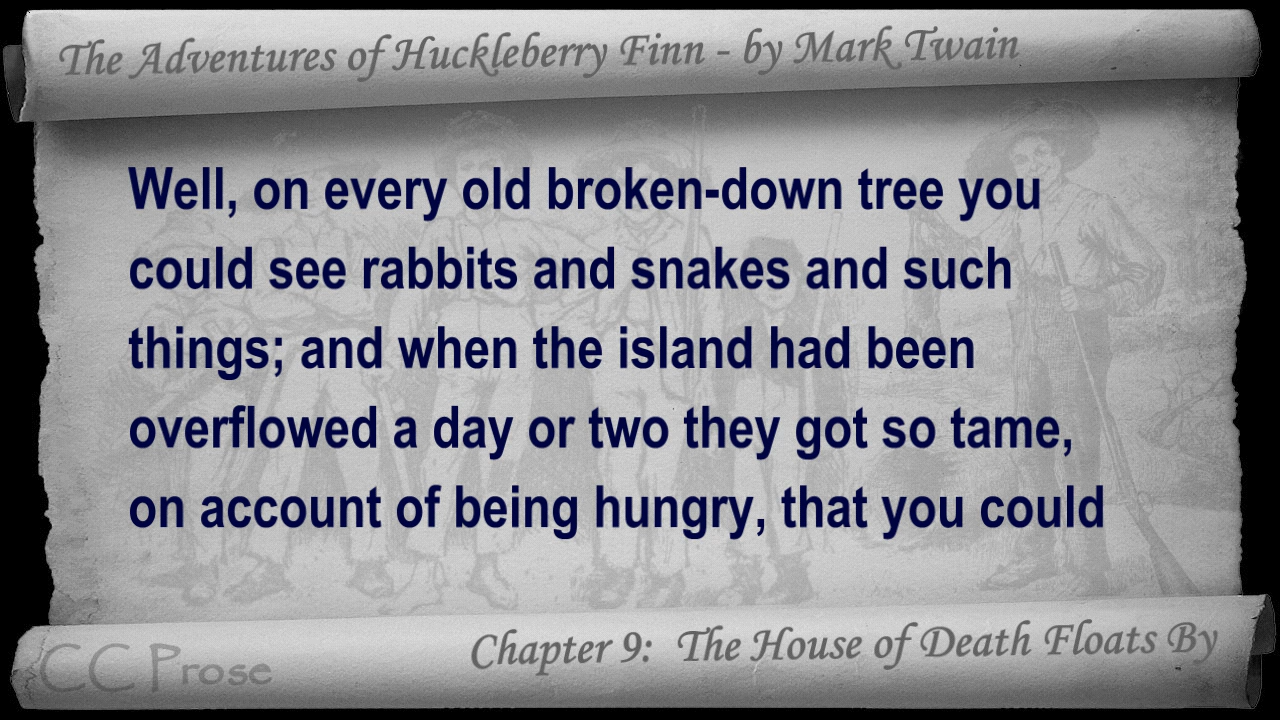 The Adventures of Huckleberry Finn - by Mark Twain
Well, on every old broken-down tree you
could see rabbits and snakes and such
things; and when the island had been
overflowed a day or two they got so tame,
on account of being hungry, that you could
Chapter 9: The House of Death Floats By
CC Prose